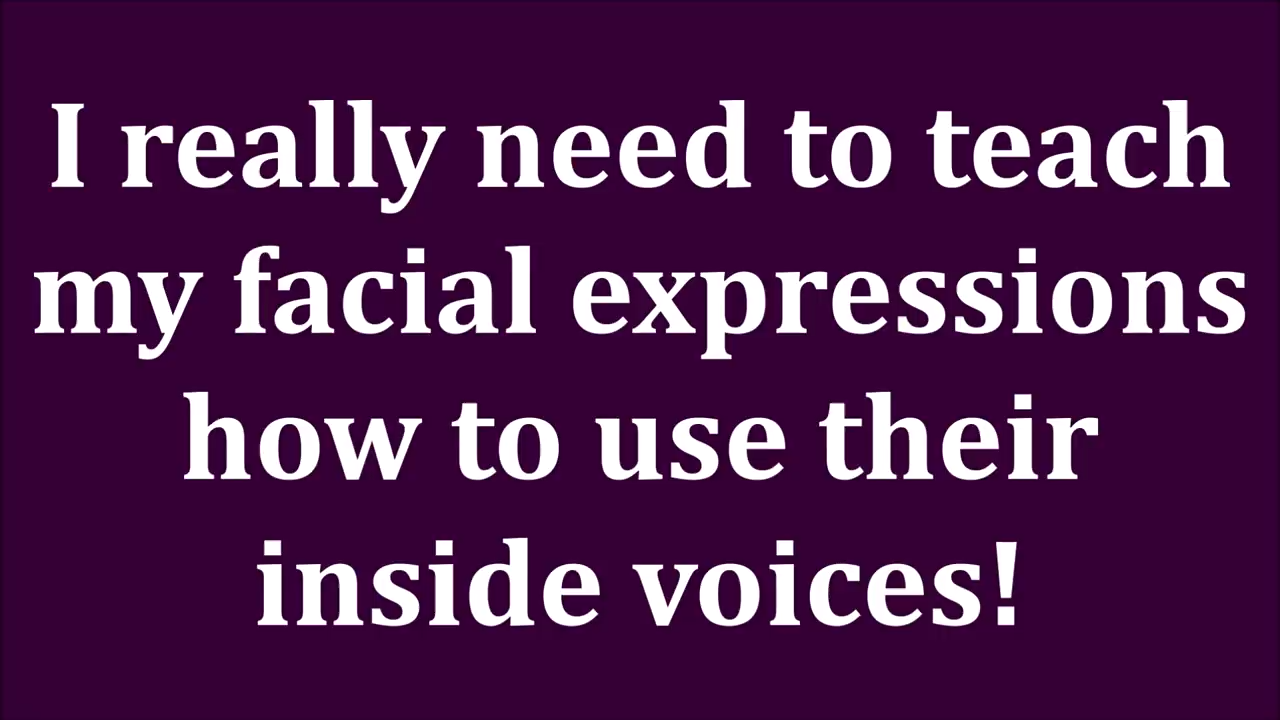 I really need to teach
my facial expressions
how to use their
inside voices!